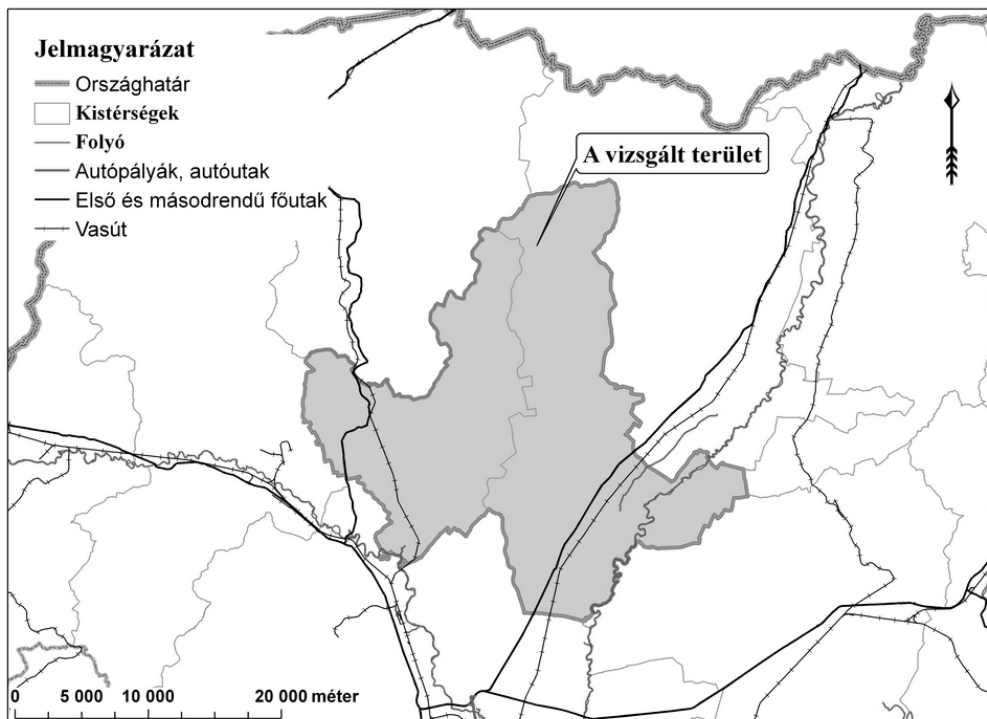 Jelmagyarázat
Országhatár
Kistérségek
Folyó
Autópályák, autóutak
Első és másodrendű főutak
Vasút
A vizsgált terület
0 5 000 10 000 20 000 méter